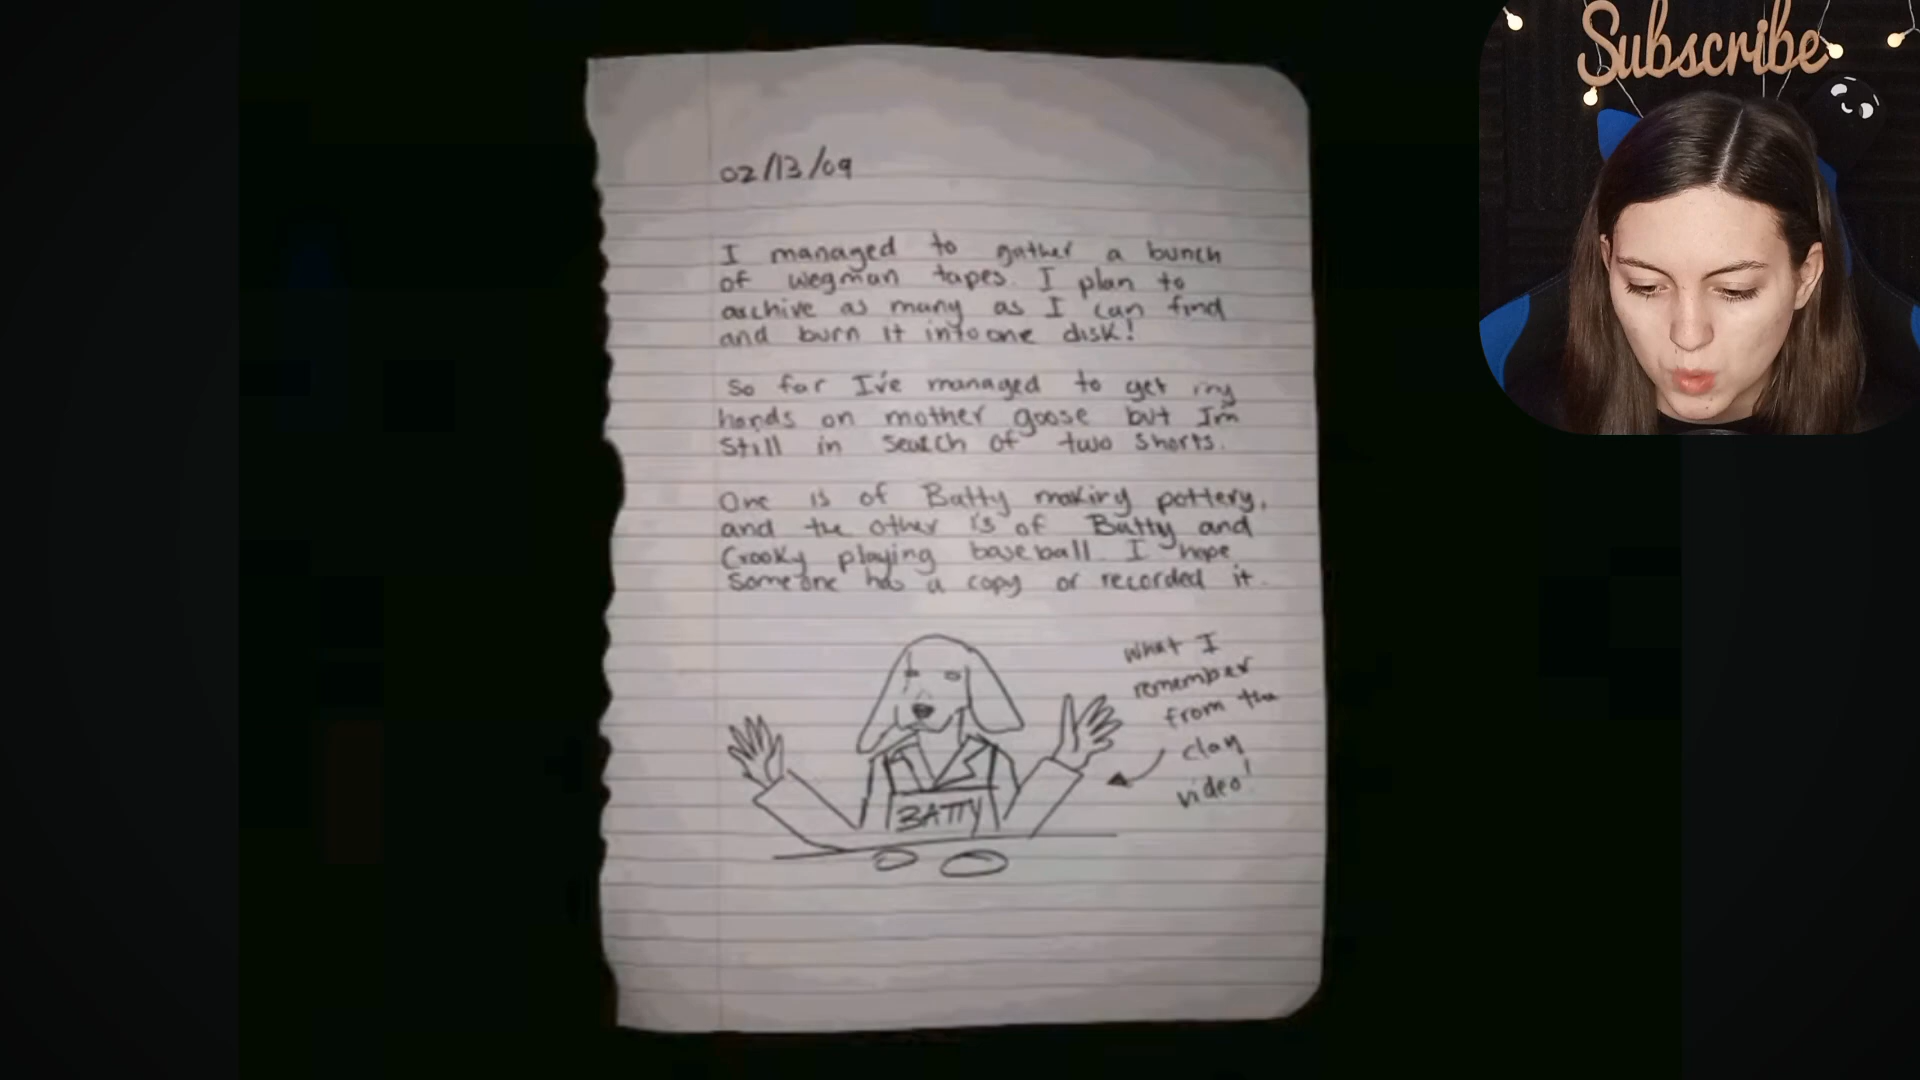 Subscribe
02/13/09
I managed to gather a bunch
of wegman tapes. I plan to
archive as many as I can find
and burn it into one disk!
So far I've managed to get my
hands on mother goose but Im
still in search of two shorts.
One is of Batty making pottery,
and the other is of Batty and
Crooky playing baseball. I hope
someone has a copy or recorded it.
what I
remember
from the
clay
video!
BATTY